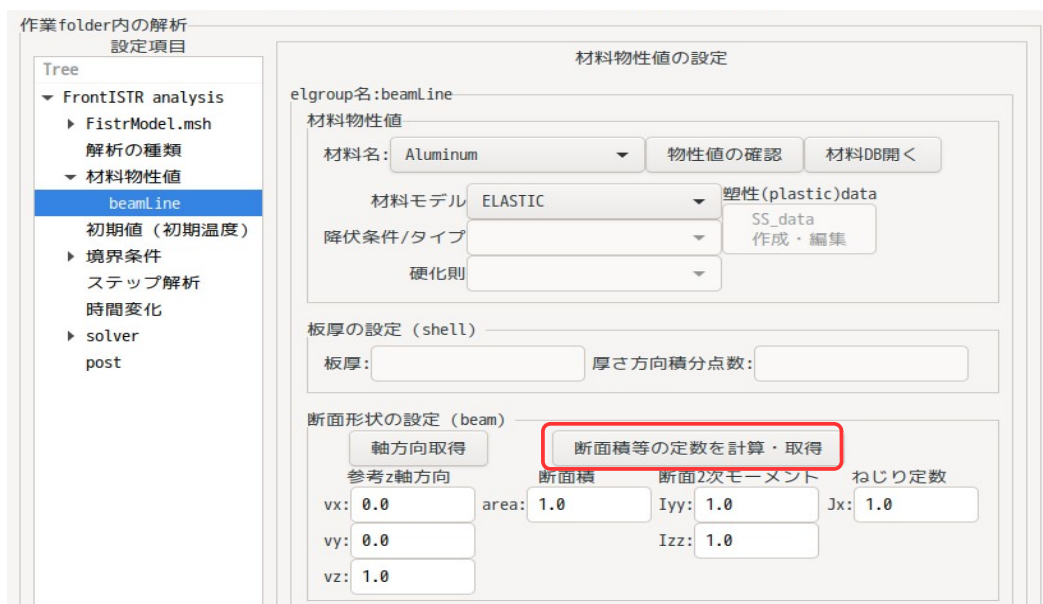 作業folder内の解析
設定項目
Tree
FrontISTR analysis
FistrModel.msh
解析の種類
材料物性値
beamLine
初期値(初期温度)
境界条件
ステップ解析
時間変化
solver
post
材料物性値の設定
elgroup名:beamLine
材料物性値
材料名: Aluminum 物性値の確認 材料DB開く
材料モデル ELASTIC 塑性(plastic)data
降伏条件/タイプ SS_data
作成・編集
硬化則
板厚の設定 (shell)
板厚: 厚さ方向積分点数:
断面形状の設定 (beam)
軸方向取得 断面積等の定数を計算・取得
参考z軸方向 断面積 断面2次モーメント ねじり定数
vx: 0.0 area: 1.0 Iyy: 1.0 Jx: 1.0
vy: 0.0 Izz: 1.0
vz: 1.0